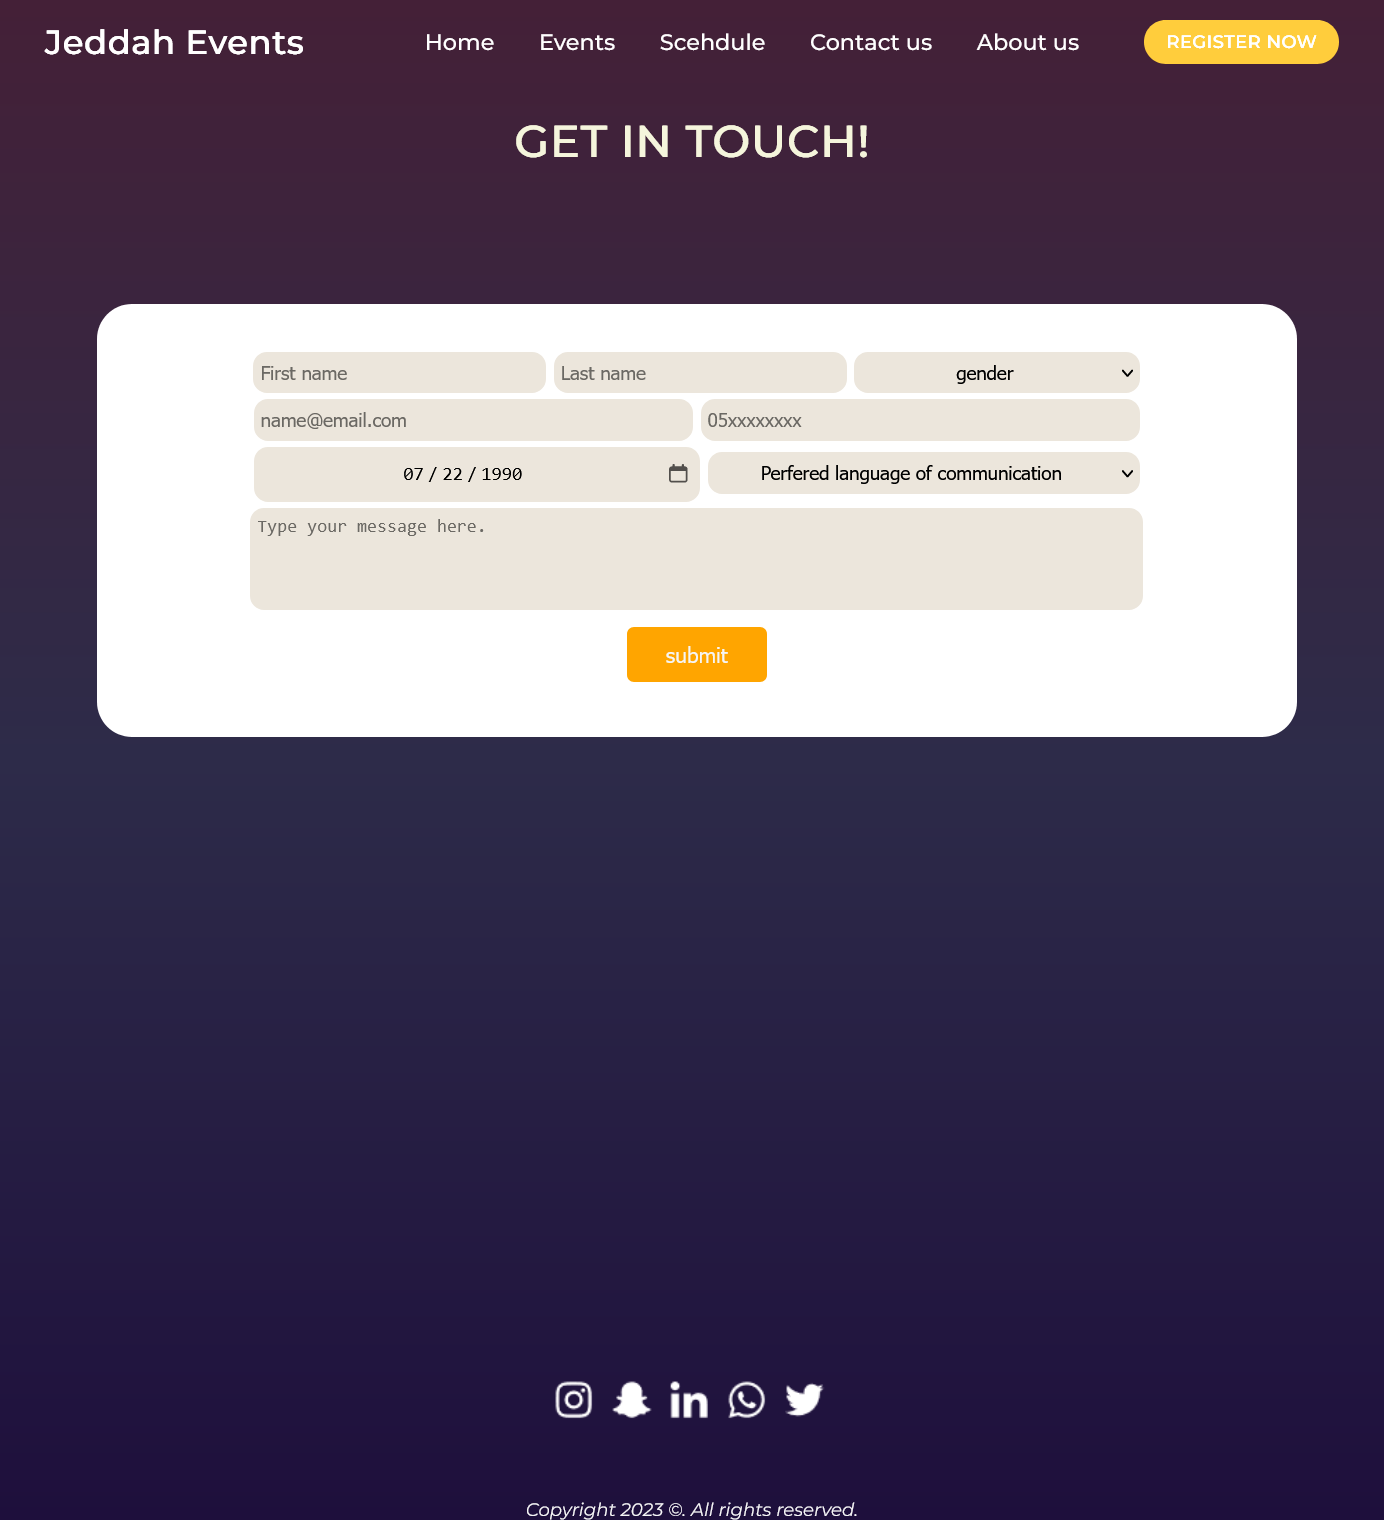 Jeddah Events Home Events Scehdule Contact us About us REGISTER NOW
GET IN TOUCH!
First name Last name gender
name@email.com 05xxxxxxxx
07 / 22 / 1990 Perfered language of communication
Type your message here.
submit
in
Copyright 2023 ©. All rights reserved.